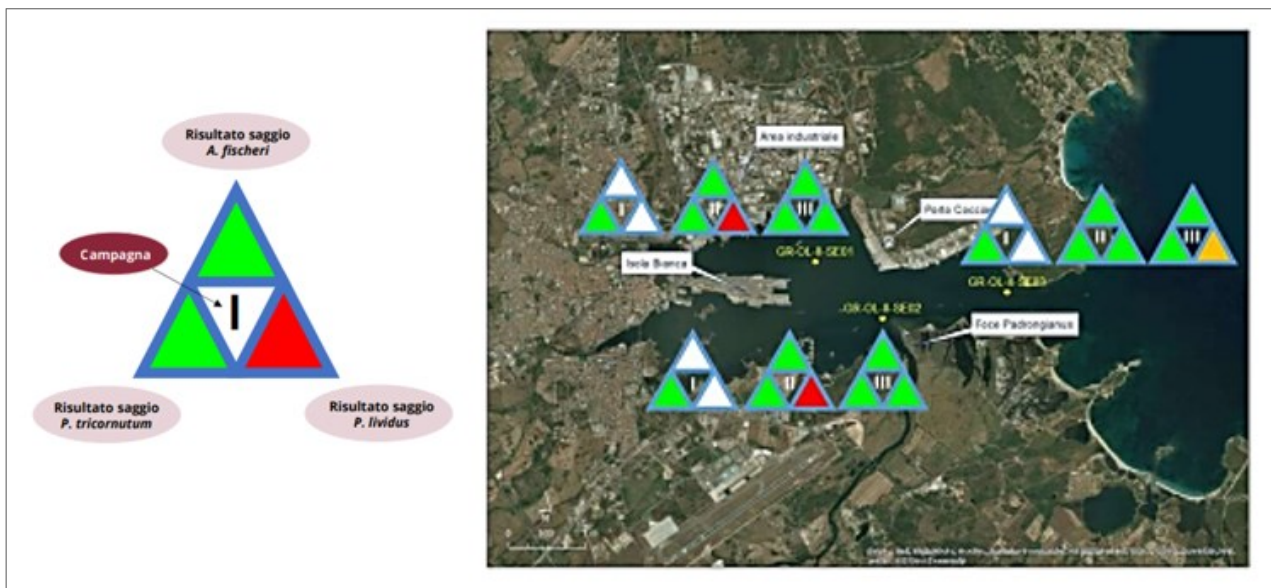 Risultato saggio
A. fischeri
Campagna
I
Risultato saggio
P. tricornutum
Risultato saggio
P. lividus
Area industriale
I
II
III
Porto Cocciani
I
II
III
GR-OL-II-SE01
Isola Bianca
GR-OL-II-SE03
GR-OL-II-SE02
Foce Padrongianus
I
II
III
0